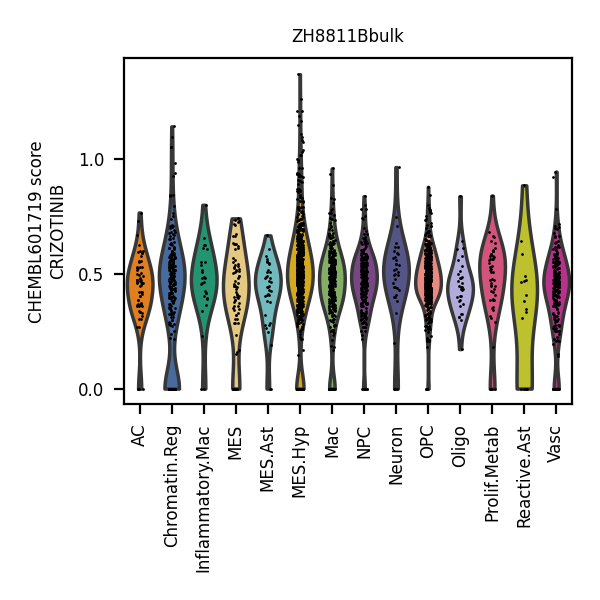 ZH8811Bbulk
CHEMBL601719 score
CRIZOTINIB
1.0
0.5
0.0
AC
Chromatin.Reg
Inflammatory.Mac
MES
MES.Ast
MES.Hyp
Mac
NPC
Neuron
OPC
Oligo
Prolif.Metab
Reactive.Ast
Vasc